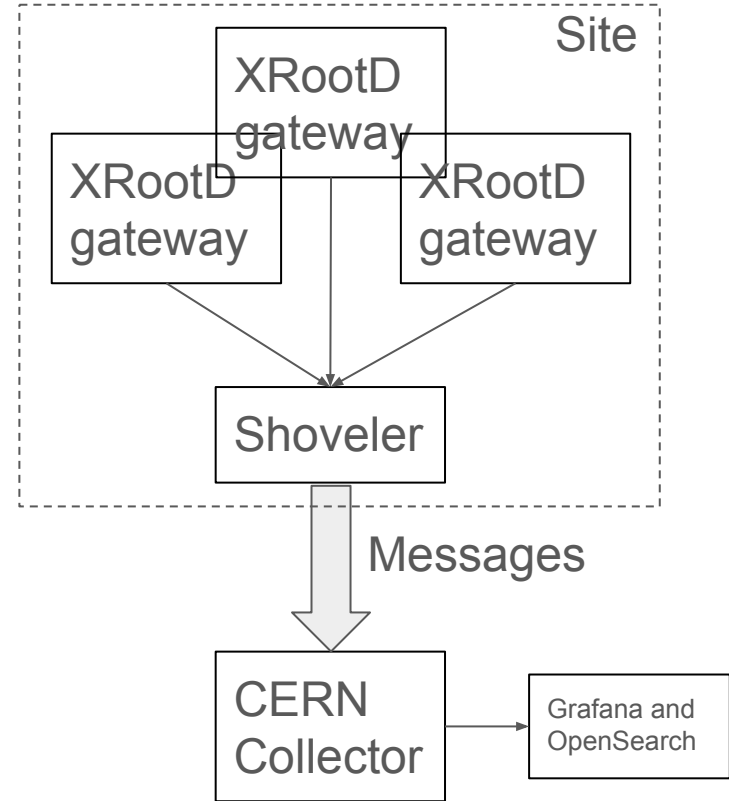 Site
XRootD
gateway
XRootD
gateway
XRootD
gateway
Shoveler
Messages
CERN
Collector
Grafana and
OpenSearch